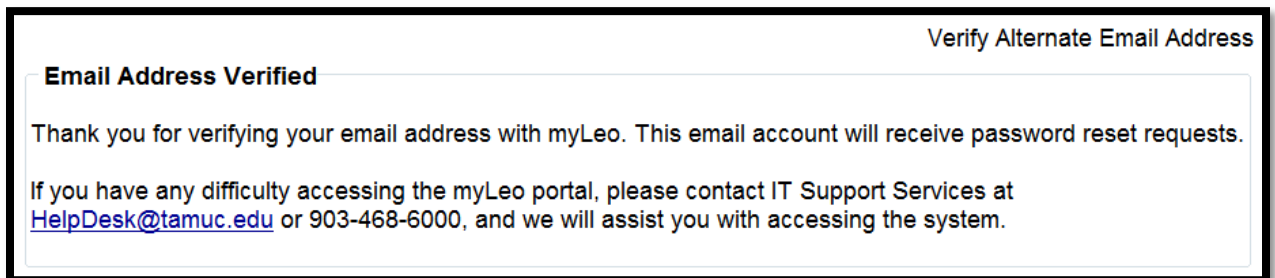 Verify Alternate Email Address
Email Address Verified
Thank you for verifying your email address with myLeo. This email account will receive password reset requests.
If you have any difficulty accessing the myLeo portal, please contact IT Support Services at
HelpDesk@tamuc.edu or 903-468-6000, and we will assist you with accessing the system.